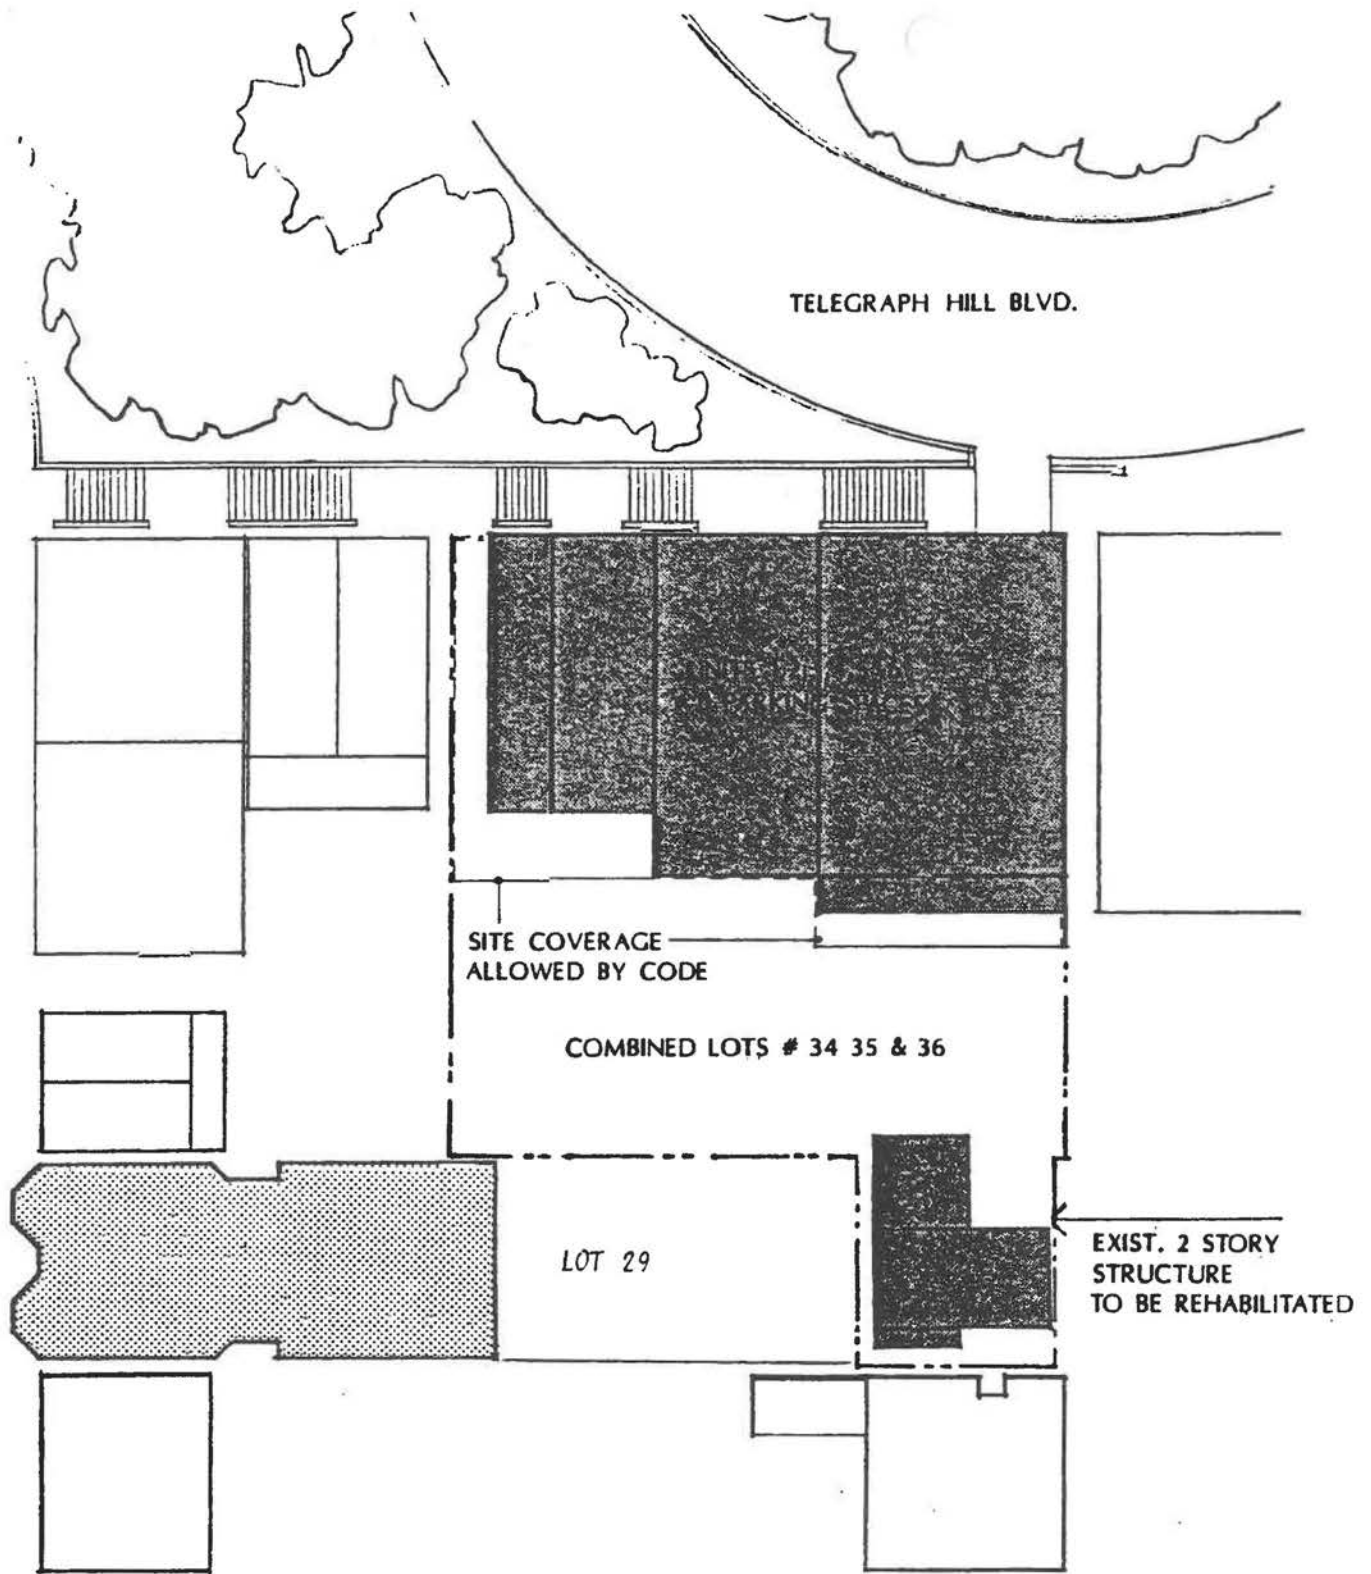 TELEGRAPH HILL BLVD.
SITE COVERAGE
ALLOWED BY CODE
COMBINED LOTS # 34 35 & 36
LOT 29
EXIST. 2 STORY
STRUCTURE
TO BE REHABILITATED